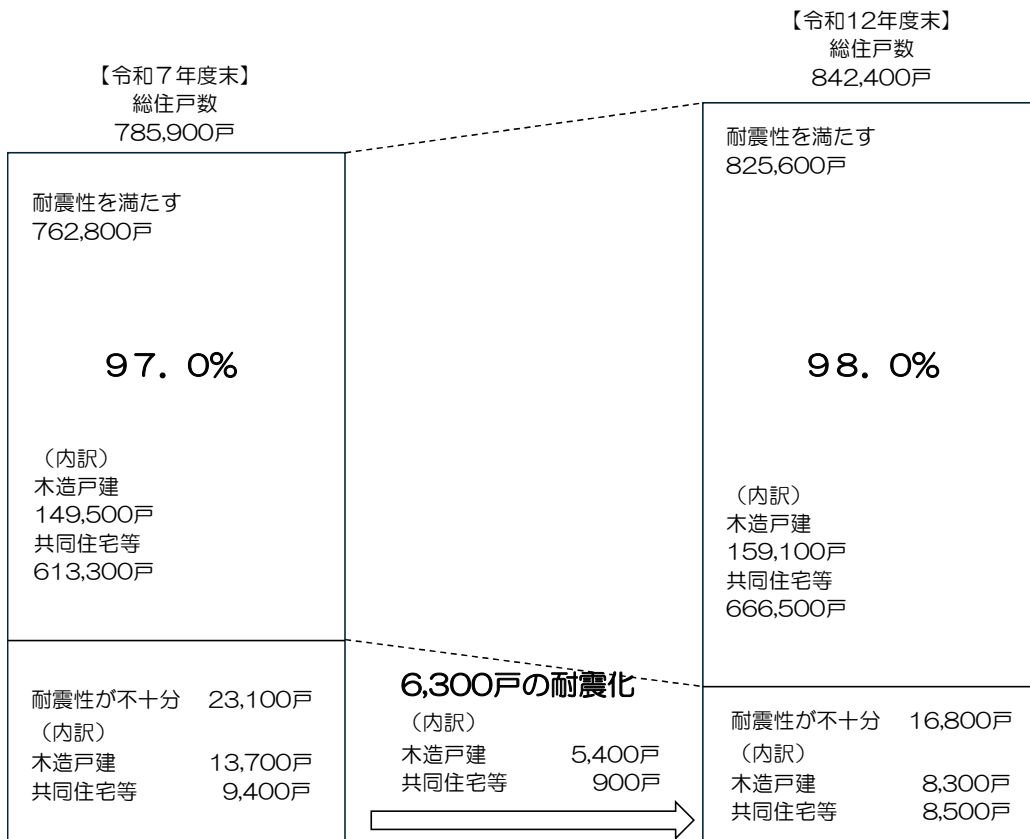 【令和７年度末】
総住戸数
785,900戸
耐震性を満たす
762,800戸
９７．０％
（内訳）
木造戸建
149,500戸
共同住宅等
613,300戸
耐震性が不十分　23,100戸
（内訳）
木造戸建　13,700戸
共同住宅等　9,400戸
6,300戸の耐震化
（内訳）
木造戸建　5,400戸
共同住宅等　900戸
【令和12年度末】
総住戸数
842,400戸
耐震性を満たす
825,600戸
９８．０％
（内訳）
木造戸建
159,100戸
共同住宅等
666,500戸
耐震性が不十分　16,800戸
（内訳）
木造戸建　8,300戸
共同住宅等　8,500戸